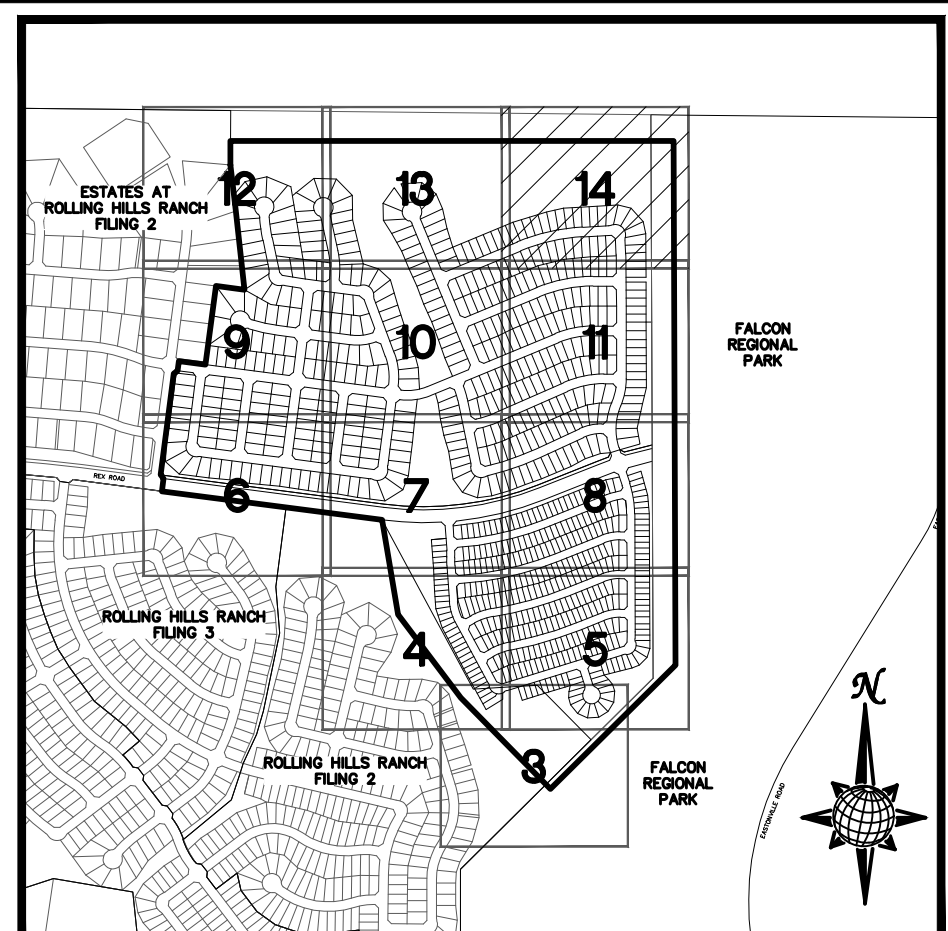 12
13
14
ESTATES AT
ROLLING HILLS RANCH
FILING 2
9
10
11
FALCON
REGIONAL
PARK
REX ROAD
6
7
8
ROLLING HILLS RANCH
FILING 3
4
5
N
ROLLING HILLS RANCH
FILING 2
3
FALCON
REGIONAL
PARK
EASTONVILLE ROAD